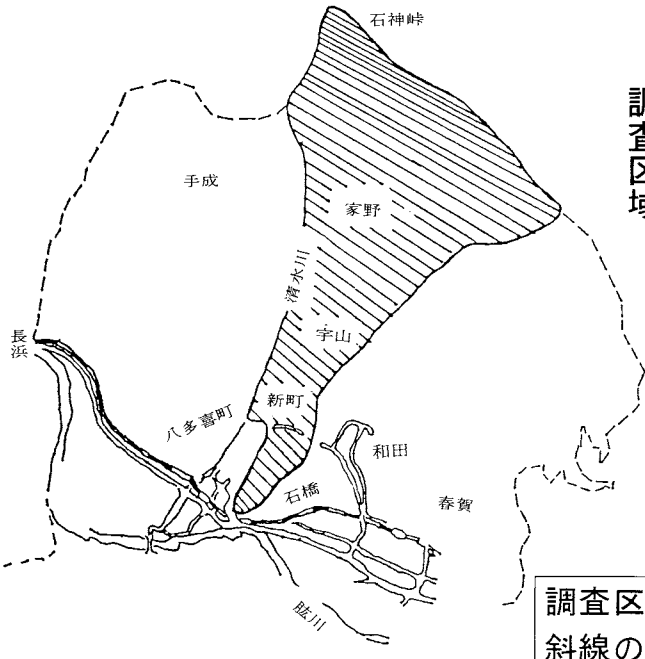 石神峠
調査区域
手成
家野
清水川
宇山
長浜
新町
八多喜町
和田
石橋
春賀
肱川
調査区
斜線の